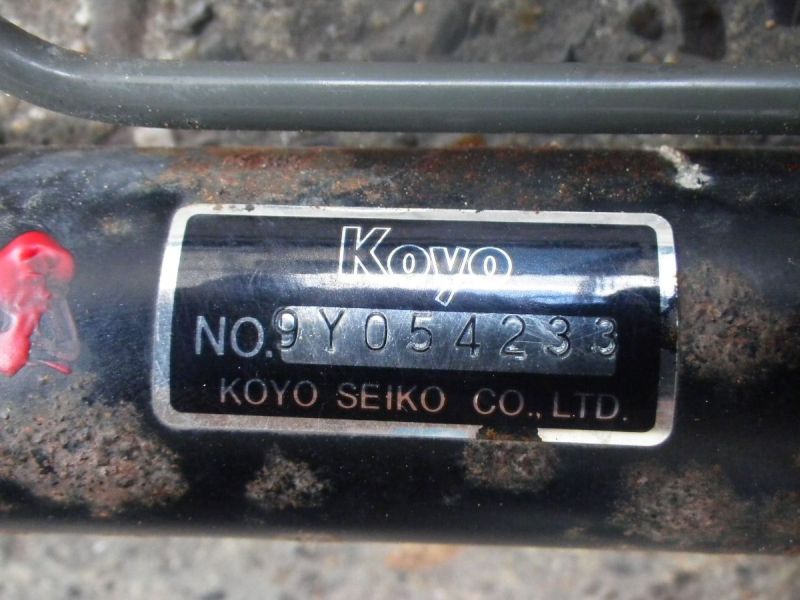 Koyo
NO. 9Y054233
KOYO SEIKO CO., LTD.